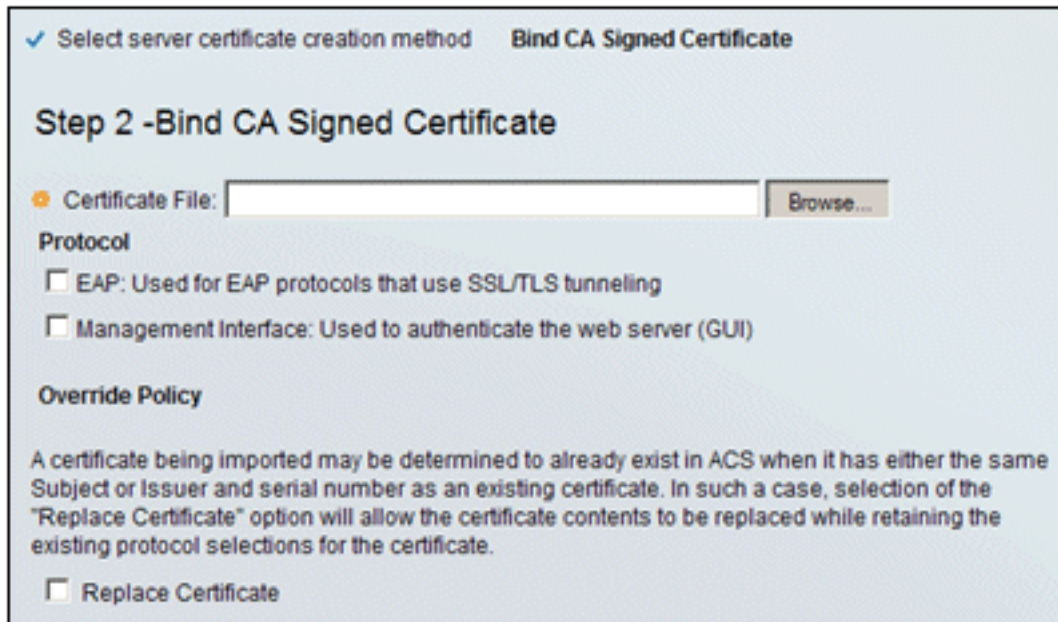 Select server certificate creation method Bind CA Signed Certificate
Step 2 -Bind CA Signed Certificate
Certificate File: Browse...
Protocol
EAP: Used for EAP protocols that use SSL/TLS tunneling
Management Interface: Used to authenticate the web server (GUI)
Override Policy
A certificate being imported may be determined to already exist in ACS when it has either the same
Subject or Issuer and serial number as an existing certificate. In such a case, selection of the
"Replace Certificate" option will allow the certificate contents to be replaced while retaining the
existing protocol selections for the certificate.
Replace Certificate